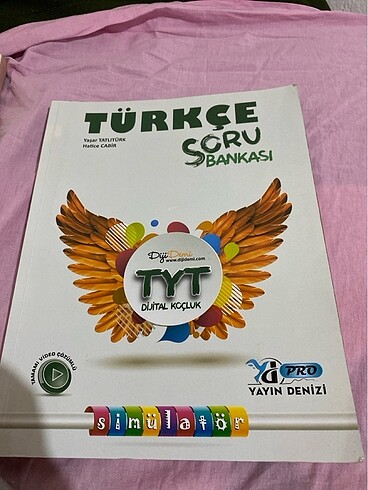 TÜRKÇE
Yaşar TATLITÜRK
Hatice CABİR
SORU
BANKASI
DijiDemi
www.dijidemi.com
TYT
DİJİTAL KOÇLUK
TAMAMI VİDEO ÇÖZÜMLÜ
yd PRO
YAYIN DENİZİ
simülatör